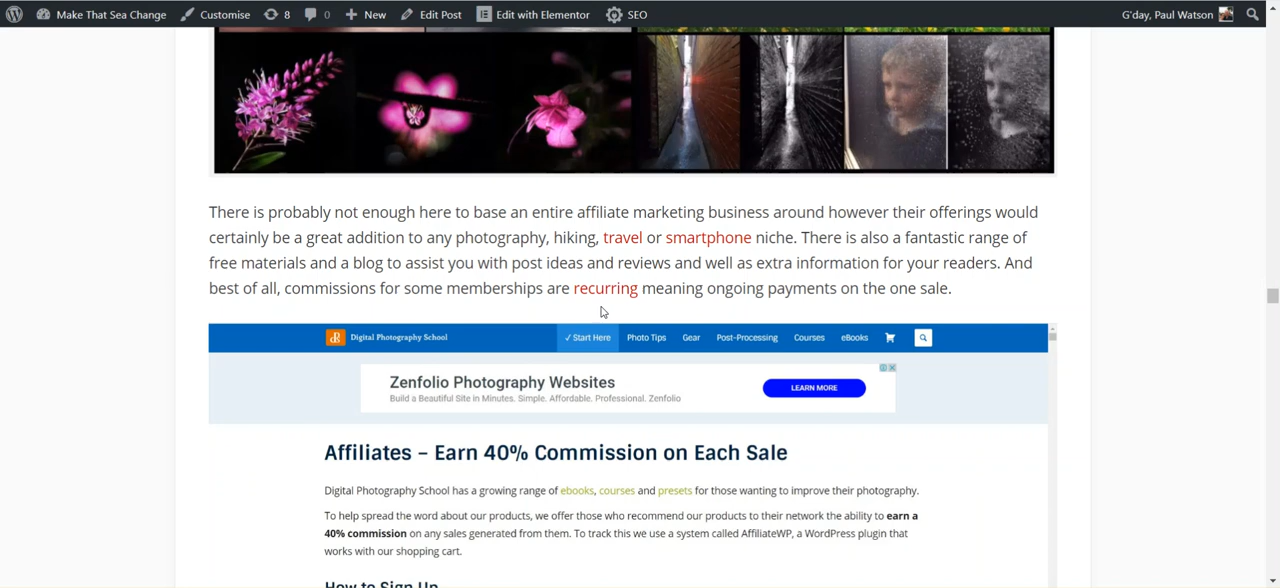 Make That Sea Change Customise 8 0 New Edit Post Edit with Elementor SEO G'day, Paul Watson
There is probably not enough here to base an entire affiliate marketing business around however their offerings would
certainly be a great addition to any photography, hiking, travel or smartphone niche. There is also a fantastic range of
free materials and a blog to assist you with post ideas and reviews and well as extra information for your readers. And
best of all, commissions for some memberships are recurring meaning ongoing payments on the one sale.
dP Digital Photography School ✓ Start Here Photo Tips Gear Post-Processing Courses eBooks
Zenfolio Photography Websites
Build a Beautiful Site in Minutes. Simple. Affordable. Professional. Zenfolio
LEARN MORE
Affiliates – Earn 40% Commission on Each Sale
Digital Photography School has a growing range of ebooks, courses and presets for those wanting to improve their photography.
To help spread the word about our products, we offer those who recommend our products to their network the ability to earn a
40% commission on any sales generated from them. To track this we use a system called AffiliateWP, a WordPress plugin that
works with our shopping cart.
How to Sign Up